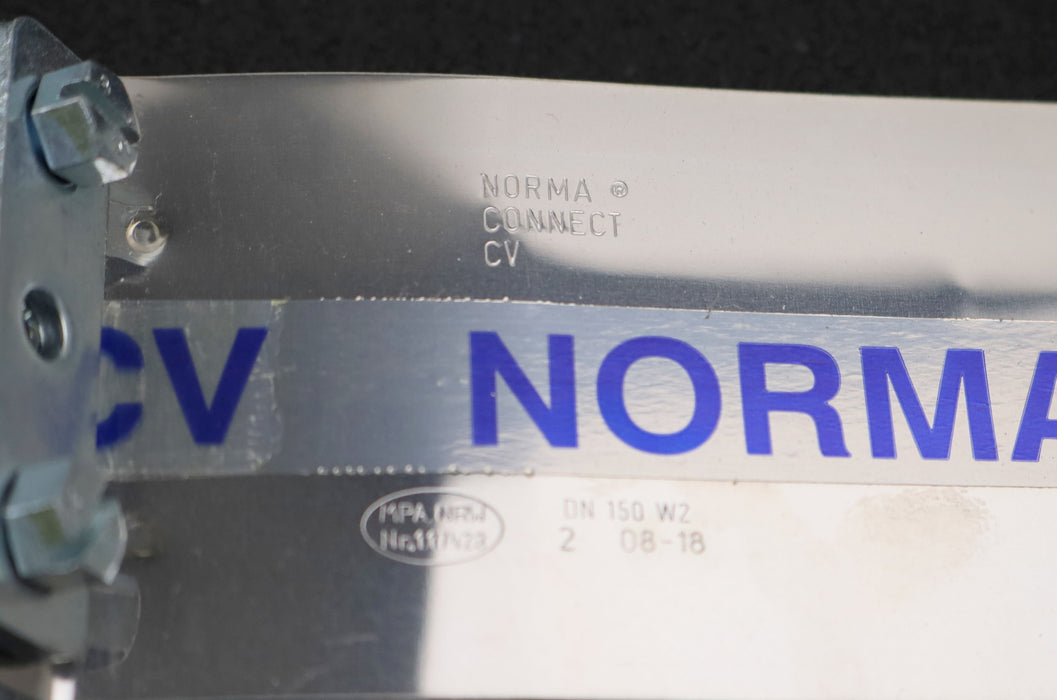 NORMA ®
CONNECT
CV
CV NORMA
MPA NRW
DN 150 W2
2 08-18